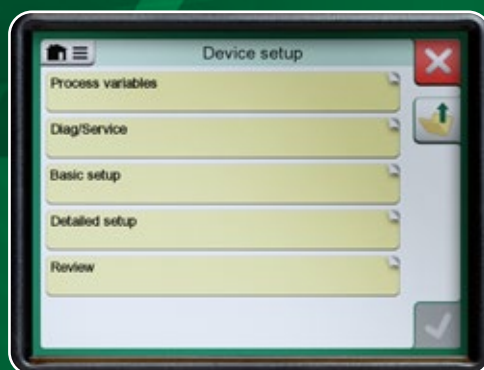 Device setup
Process variables
Diag/Service
Basic setup
Detailed setup
Review